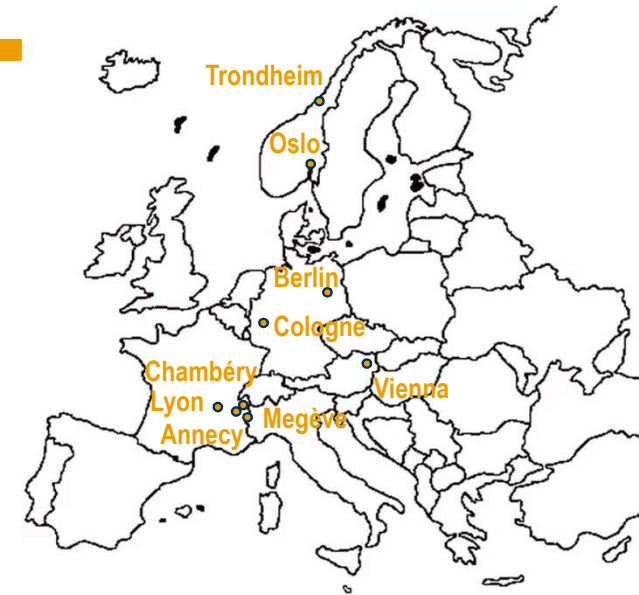 Trondheim
Oslo
Berlin
Cologne
Chambéry
Vienna
Lyon
Megève
Annecy